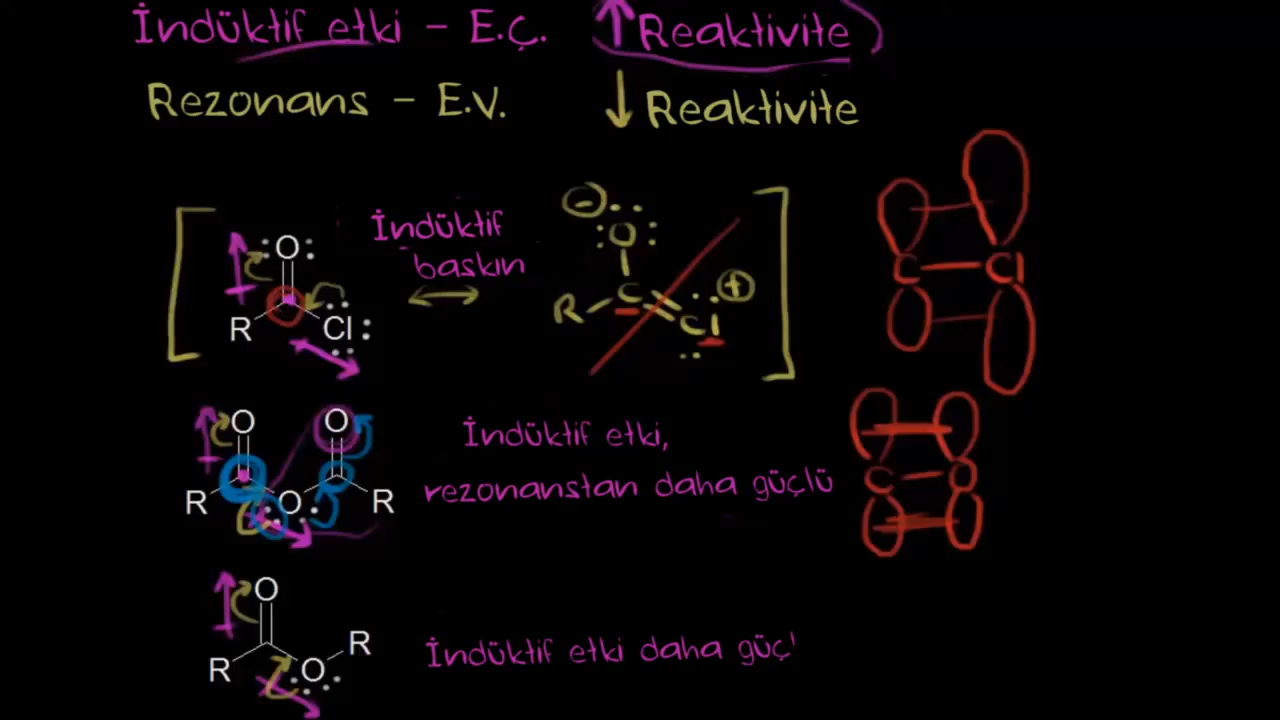 İndüktif etki - E.Ç. ↑ Reaktivite
Rezonans - E.V. ↓ Reaktivite
İndüktif
baskın
O
R Cl
- O
R C Cl +
C Cl
O O
R O R
İndüktif etki,
rezonanstan daha güçlü
C O
O
R O R
İndüktif etki daha güç